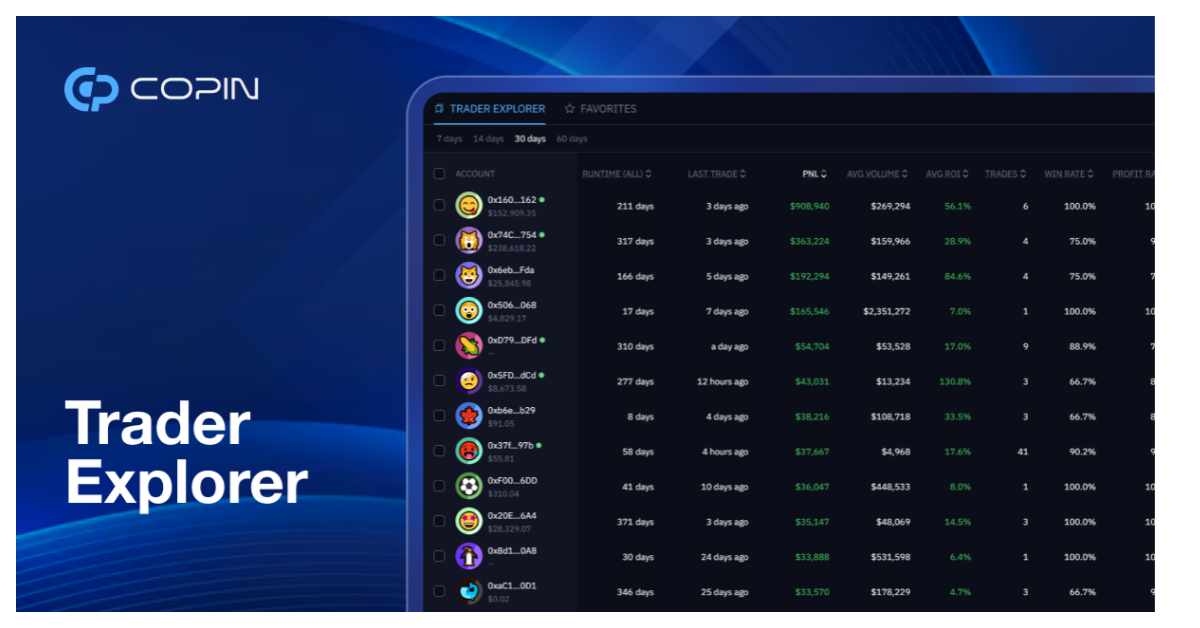 COPIN
Trader
Explorer
TRADER EXPLORER FAVORITES
7 days 14 days 30 days 60 days
ACCOUNT RUNTIME (ALL) LAST TRADE PNL AVG VOLUME AVG ROI TRADES WIN RATE PROFIT RA
0x160...162 211 days 3 days ago $908,940 $269,294 56.1% 6 100.0% 10
$152,909.35
0x74C...754 317 days 3 days ago $363,224 $159,966 28.9% 4 75.0% 9
$238,618.22
0x6eb...Fda 166 days 5 days ago $192,294 $149,261 84.6% 4 75.0% 7
$25,845.98
0x506...068 17 days 7 days ago $165,546 $2,351,272 7.0% 1 100.0% 10
$4,829.17
0xD79...DFd 310 days a day ago $54,704 $53,528 17.0% 9 88.9% 7
--
0x5FD...dCd 277 days 12 hours ago $43,031 $13,234 130.8% 3 66.7% 8
$8,673.58
0xb6e...b29 8 days 4 days ago $38,216 $108,718 33.5% 3 66.7% 8
$91.05
0x37f...97b 58 days 4 hours ago $37,667 $4,968 17.6% 41 90.2% 9
$55.81
0xF00...6DD 41 days 10 days ago $36,047 $448,533 8.0% 1 100.0% 10
$310.04
0x20E...6A4 371 days 3 days ago $35,147 $48,069 14.5% 3 100.0% 10
$28,329.07
0x8d1...0A8 30 days 24 days ago $33,888 $531,598 6.4% 1 100.0% 10
--
0xaC1...0D1 346 days 25 days ago $33,570 $178,229 4.7% 3 66.7% 9
$0.02